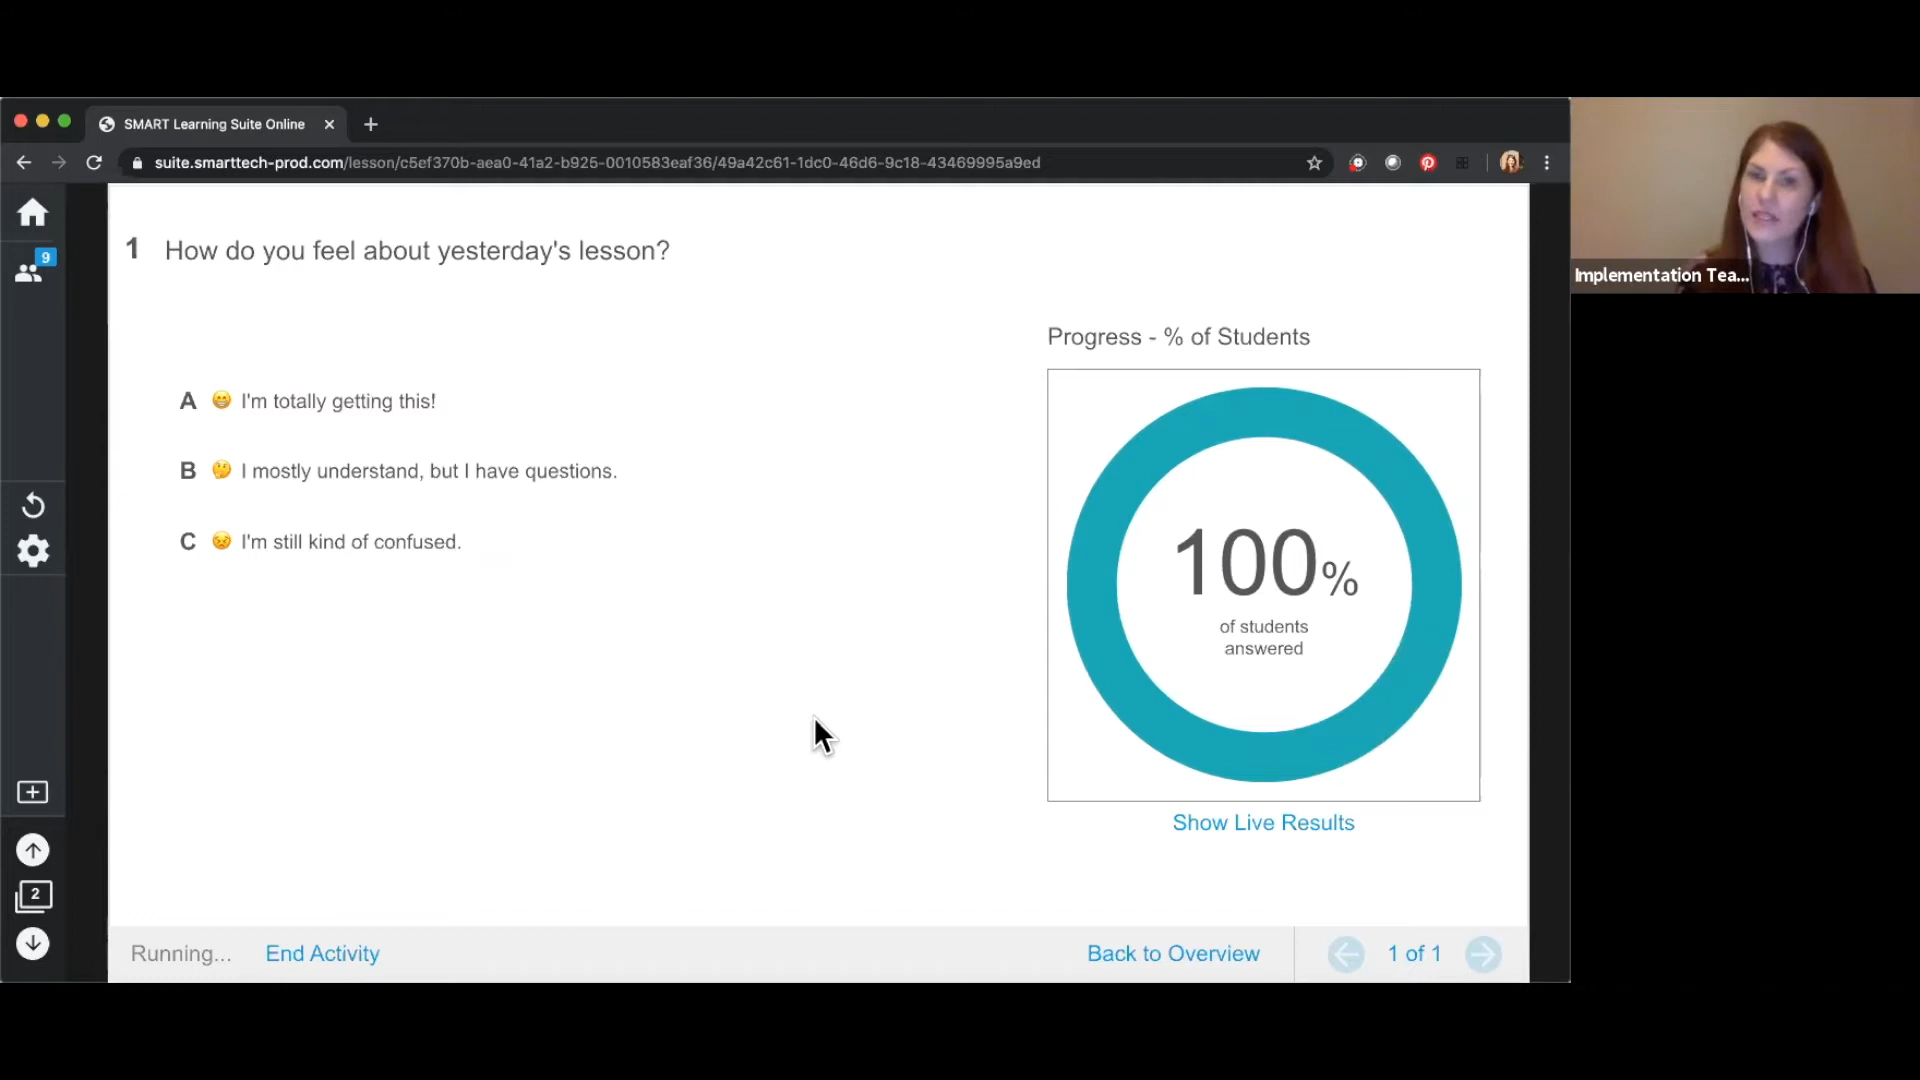 SMART Learning Suite Online
suite.smarttech-prod.com/lesson/c5ef370b-aea0-41a2-b925-0010583eaf36/49a42c61-1dc0-46d6-9c18-43469995a9ed
9
1 How do you feel about yesterday's lesson?
Implementation Tea...
Progress - % of Students
A 😁 I'm totally getting this!
B 🤔 I mostly understand, but I have questions.
C 😣 I'm still kind of confused.
100%
of students
answered
Show Live Results
2
Running... End Activity Back to Overview 1 of 1